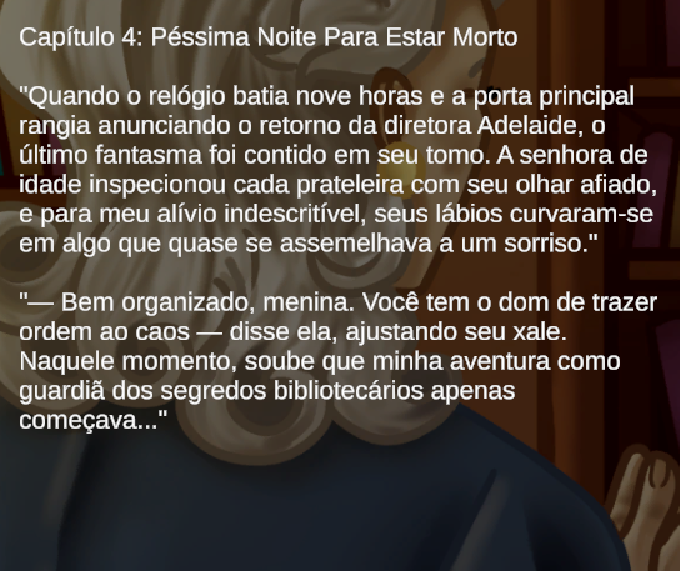 Capítulo 4: Péssima Noite Para Estar Morto
"Quando o relógio batia nove horas e a porta principal
rangia anunciando o retorno da diretora Adelaide, o
último fantasma foi contido em seu tomo. A senhora de
idade inspecionou cada prateleira com seu olhar afiado,
e para meu alívio indescritível, seus lábios curvaram-se
em algo que quase se assemelhava a um sorriso."
"— Bem organizado, menina. Você tem o dom de trazer
ordem ao caos — disse ela, ajustando seu xale.
Naquele momento, soube que minha aventura como
guardiã dos segredos bibliotecários apenas
começava..."